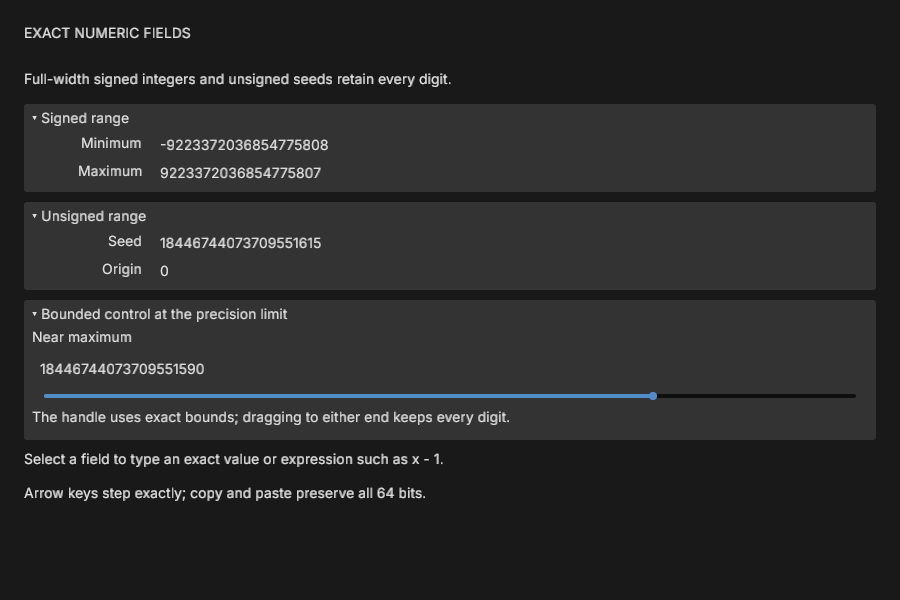 EXACT NUMERIC FIELDS
Full-width signed integers and unsigned seeds retain every digit.
Signed range
Minimum -9223372036854775808
Maximum 9223372036854775807
Unsigned range
Seed 18446744073709551615
Origin 0
Bounded control at the precision limit
Near maximum
18446744073709551590
The handle uses exact bounds; dragging to either end keeps every digit.
Select a field to type an exact value or expression such as x - 1.
Arrow keys step exactly; copy and paste preserve all 64 bits.